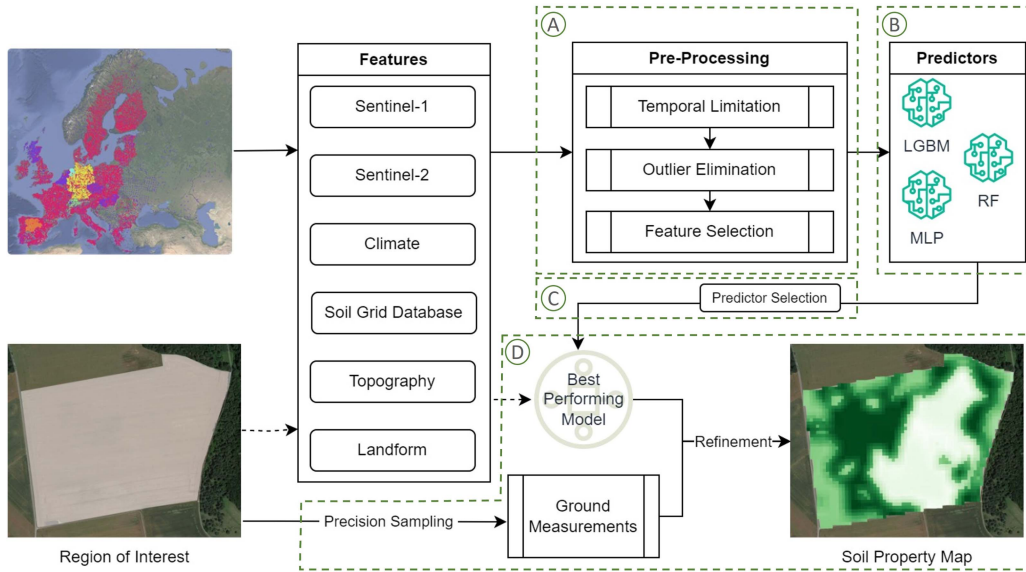 A
B
Features
Pre-Processing
Predictors
Sentinel-1
Temporal Limitation
LGBM
Sentinel-2
Outlier Elimination
RF
Climate
Feature Selection
MLP
Soil Grid Database
C
Predictor Selection
D
Topography
Best
Performing
Model
Landform
Refinement
Precision Sampling
Ground
Measurements
Region of Interest
Soil Property Map